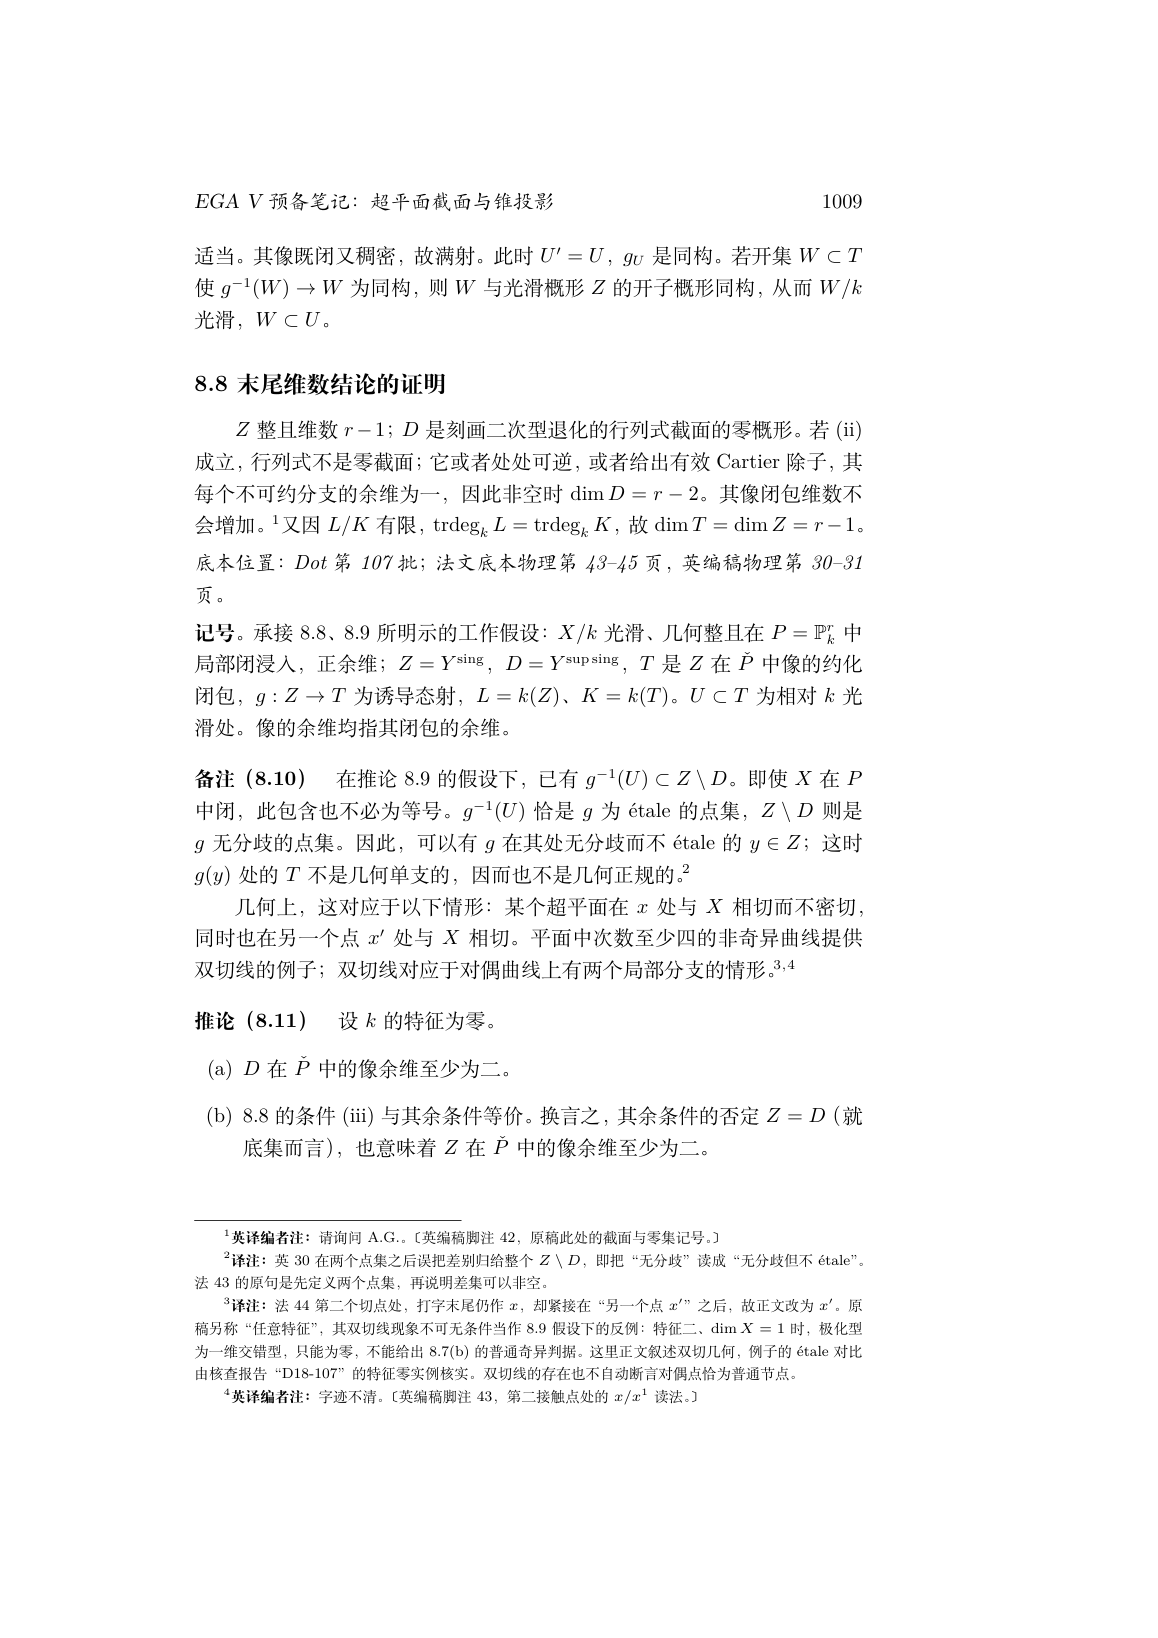 EGA V 预备笔记：超平面截面与锥投影 1009
适当。其像既闭又稠密，故满射。此时 U′ = U，g_U 是同构。若开集 W ⊂ T
使 g⁻¹(W) → W 为同构，则 W 与光滑概形 Z 的开子概形同构，从而 W/k
光滑，W ⊂ U。
8.8 末尾维数结论的证明
Z 整且维数 r − 1；D 是刻画二次型退化的行列式截面的零概形。若 (ii)
成立，行列式不是零截面；它或者处处可逆，或者给出有效 Cartier 除子，其
每个不可约分支的余维为一，因此非空时 dim D = r − 2。其像闭包维数不
会增加。¹又因 L/K 有限，trdeg_k L = trdeg_k K，故 dim T = dim Z = r − 1。
底本位置：Dot 第 107 批；法文底本物理第 43–45 页，英编稿物理第 30–31
页。
记号。承接 8.8、8.9 所明示的工作假设：X/k 光滑、几何整且在 P = ℙ^r_k 中
局部闭浸入，正余维；Z = Y^sing，D = Y^sup sing，T 是 Z 在 P̌ 中像的约化
闭包，g : Z → T 为诱导态射，L = k(Z)、K = k(T)。U ⊂ T 为相对 k 光
滑处。像的余维均指其闭包的余维。
备注（8.10） 在推论 8.9 的假设下，已有 g⁻¹(U) ⊂ Z \ D。即使 X 在 P
中闭，此包含也不必为等号。g⁻¹(U) 恰是 g 为 étale 的点集，Z \ D 则是
g 无分歧的点集。因此，可以有 g 在其处无分歧而不 étale 的 y ∈ Z；这时
g(y) 处的 T 不是几何单支的，因而也不是几何正规的。²
几何上，这对应于以下情形：某个超平面在 x 处与 X 相切而不密切，
同时也在另一个点 x′ 处与 X 相切。平面中次数至少四的非奇异曲线提供
双切线的例子；双切线对应于对偶曲线上有两个局部分支的情形。³,⁴
推论（8.11） 设 k 的特征为零。
(a) D 在 P̌ 中的像余维至少为二。
(b) 8.8 的条件 (iii) 与其余条件等价。换言之，其余条件的否定 Z = D（就
底集而言），也意味着 Z 在 P̌ 中的像余维至少为二。
¹英译编者注：请询问 A.G.。〔英编稿脚注 42，原稿此处的截面与零集记号。〕
²译注：英 30 在两个点集之后误把差别归给整个 Z \ D，即把“无分歧”读成“无分歧但不 étale”。
法 43 的原句是先定义两个点集，再说明差集可以非空。
³译注：法 44 第二个切点处，打字末尾仍作 x，却紧接在“另一个点 x′”之后，故正文改为 x′。原
稿另称“任意特征”，其双切线现象不可无条件当作 8.9 假设下的反例：特征二、dim X = 1 时，极化型
为一维交错型，只能为零，不能给出 8.7(b) 的普通奇异判据。这里正文叙述双切几何，例子的 étale 对比
由核查报告“D18-107”的特征零实例核实。双切线的存在也不自动断言对偶点恰为普通节点。
⁴英译编者注：字迹不清。〔英编稿脚注 43，第二接触点处的 x/x¹ 读法。〕